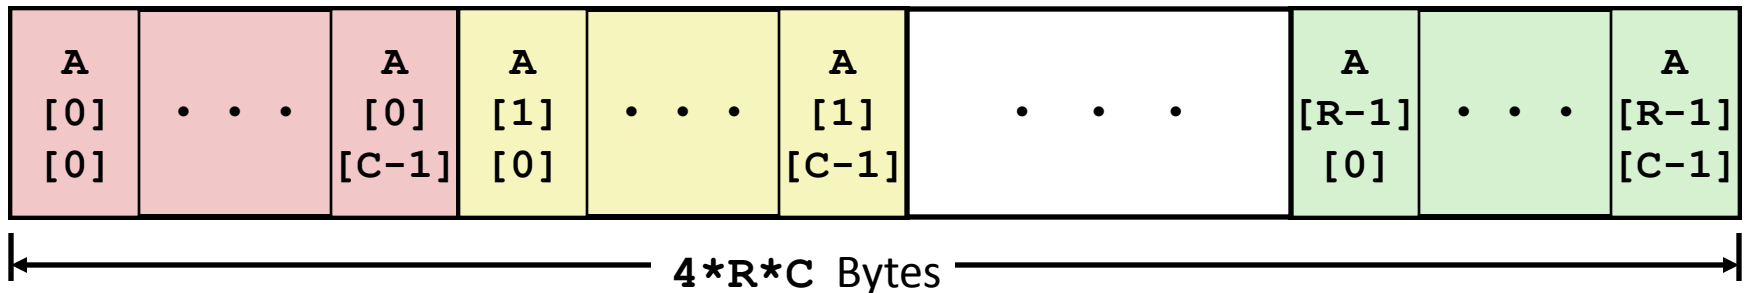 A A A A A A
[0] · · · [0] [1] · · · [1] · · · [R-1] · · · [R-1]
[0] [C-1] [0] [C-1] [0] [C-1]
4*R*C Bytes